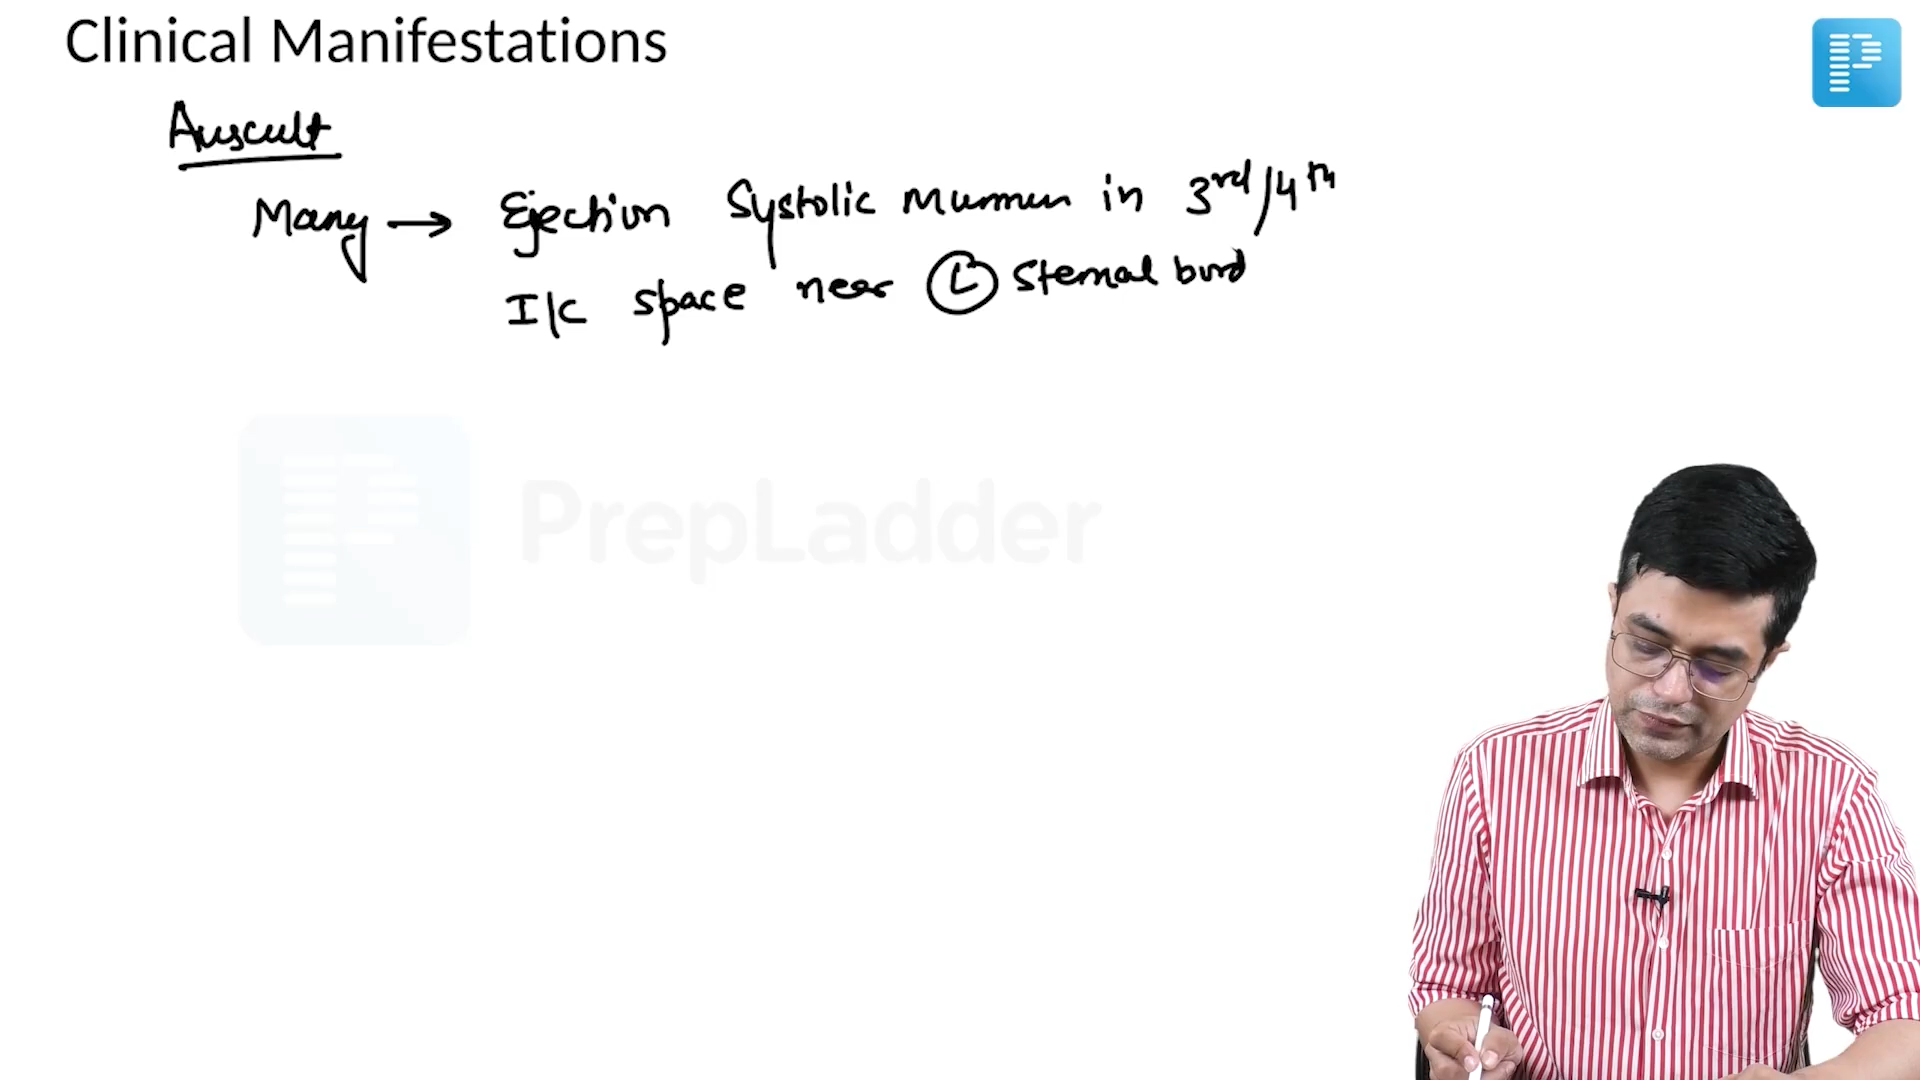 Clinical Manifestations
Auscult
Many → Ejection Systolic Murmur in 3rd/4th
I/C space near Ⓛ Sternal bord
PrepLadder